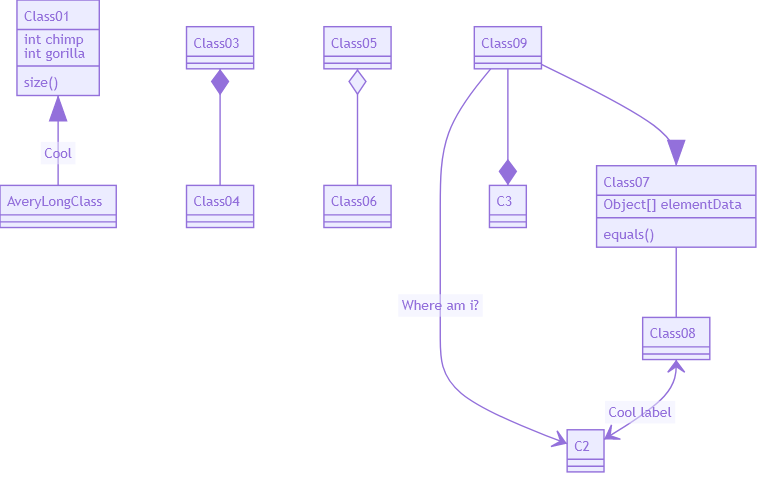 Class01
int chimp
int gorilla
size()
Cool
AveryLongClass
Class03
Class04
Class05
Class06
Class09
C3
Where am i?
Class07
Object[] elementData
equals()
Class08
Cool label
C2